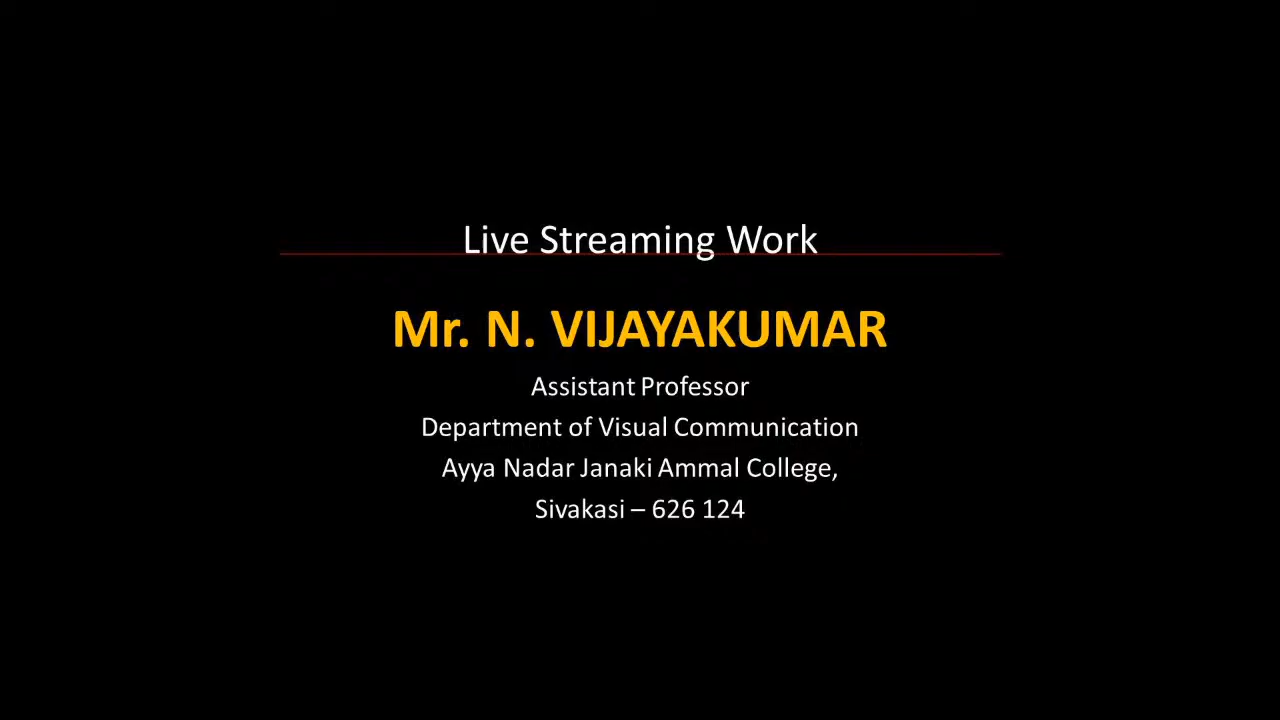 Live Streaming Work
Mr. N. VIJAYAKUMAR
Assistant Professor
Department of Visual Communication
Ayya Nadar Janaki Ammal College,
Sivakasi – 626 124